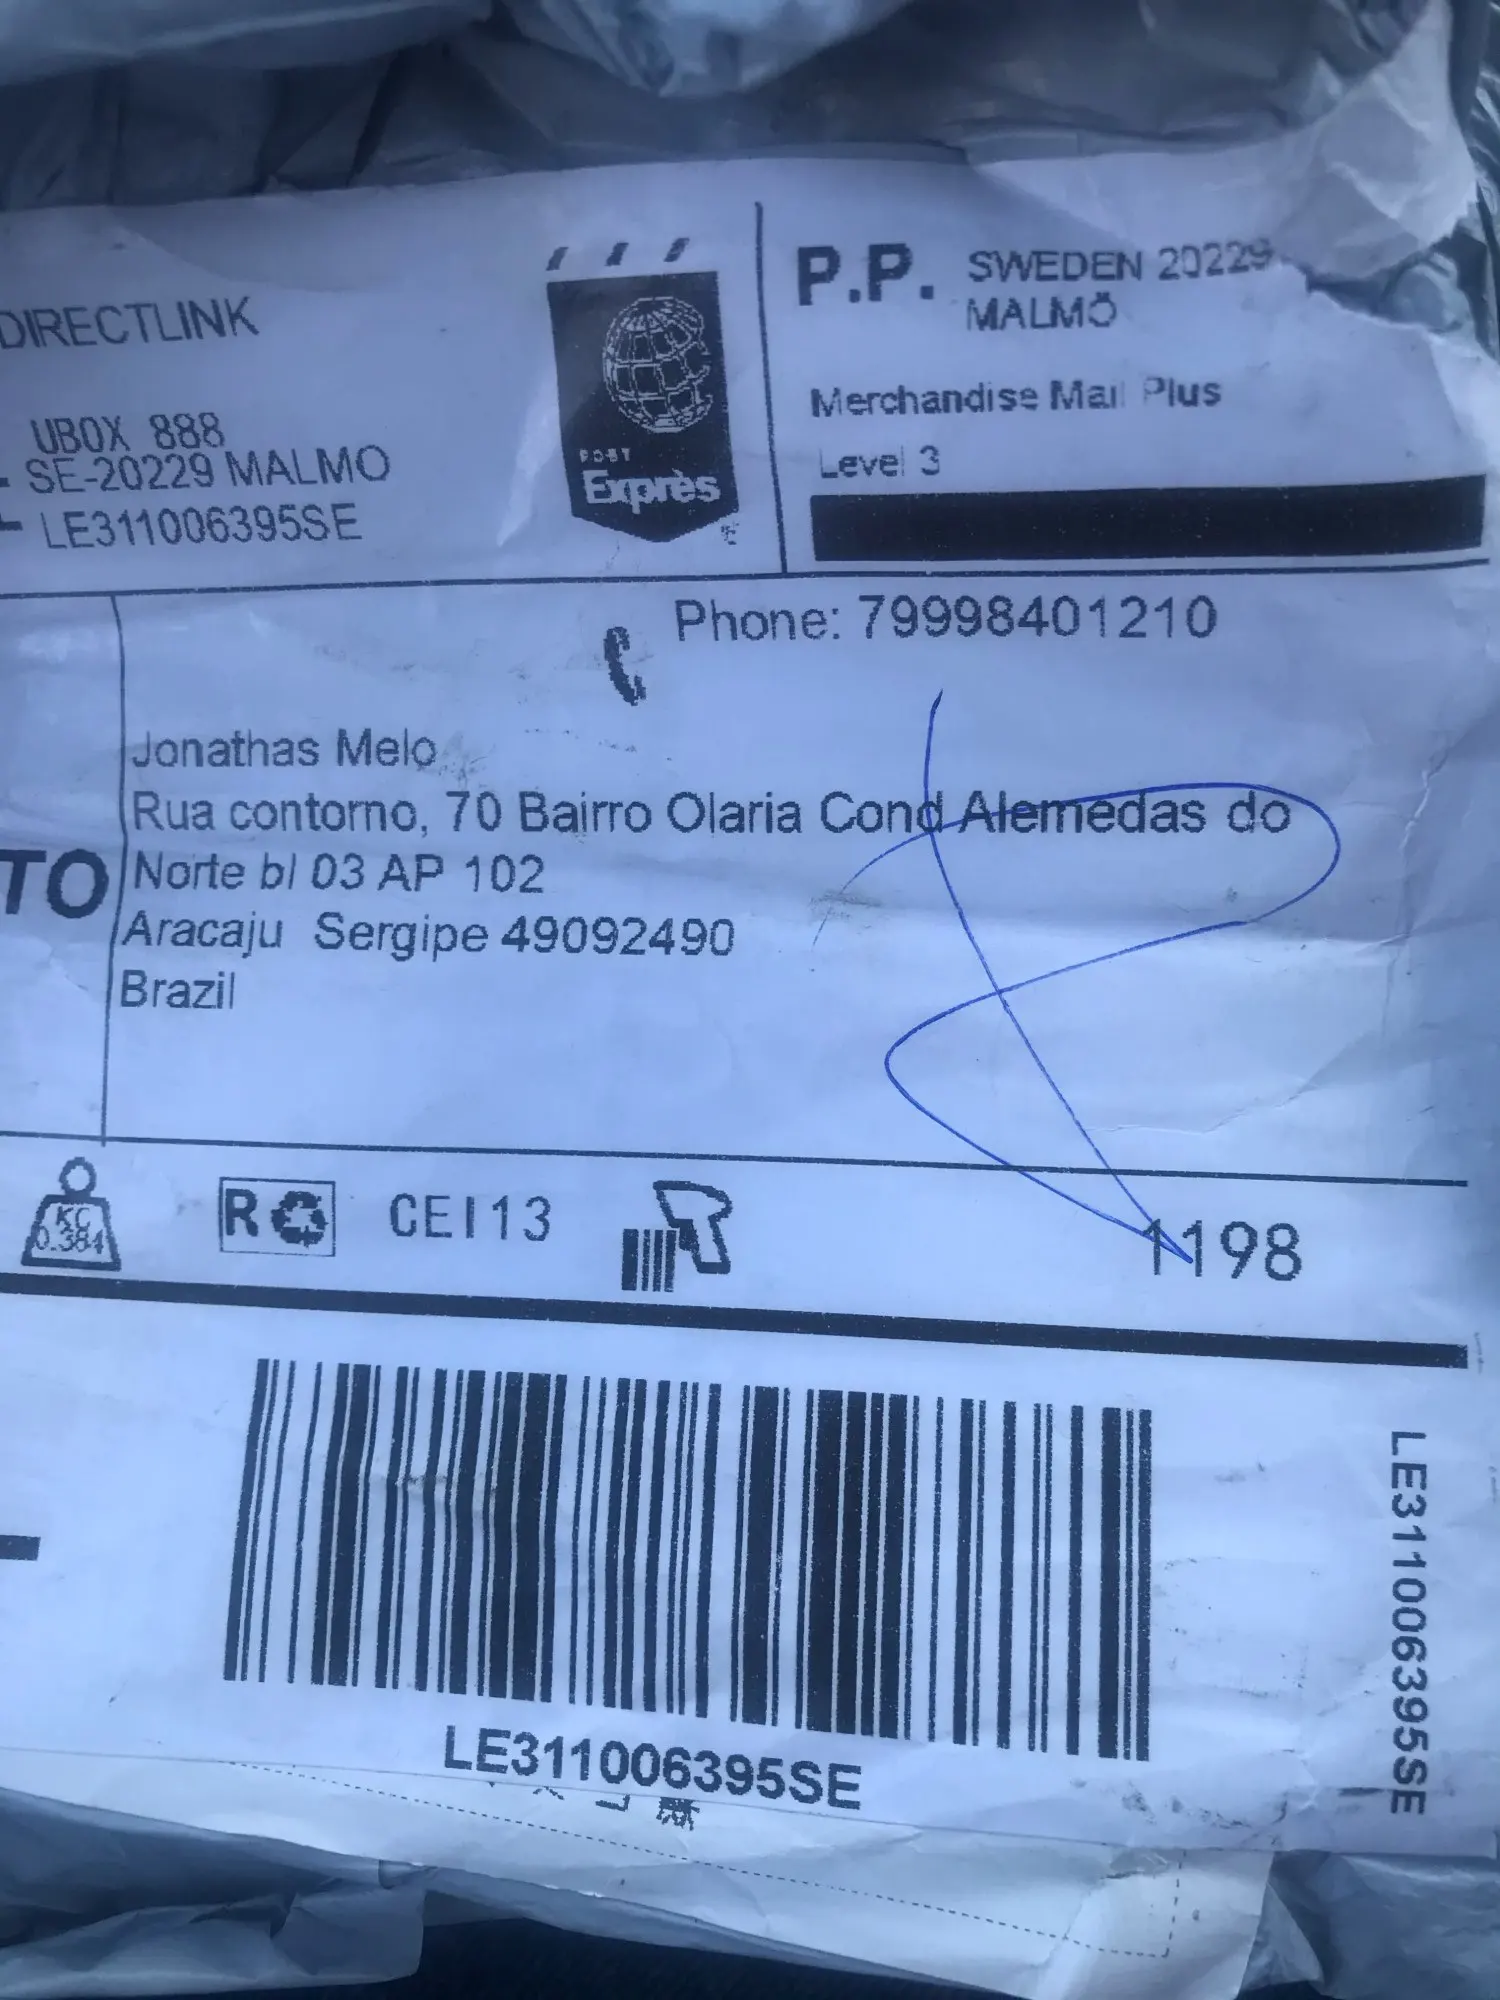 DIRECTLINK
UBOX 888
SE-20229 MALMO
LE311006395SE
POST
Exprès
P.P. SWEDEN 20229
MALMÖ
Merchandise Mail Plus
Level 3
Phone: 79998401210
TO
Jonathas Melo
Rua contorno, 70 Bairro Olaria Cond Alemedas do
Norte bl 03 AP 102
Aracaju Sergipe 49092490
Brazil
KG
0.384
R CEI13 1198
LE311006395SE
LE311006395SE